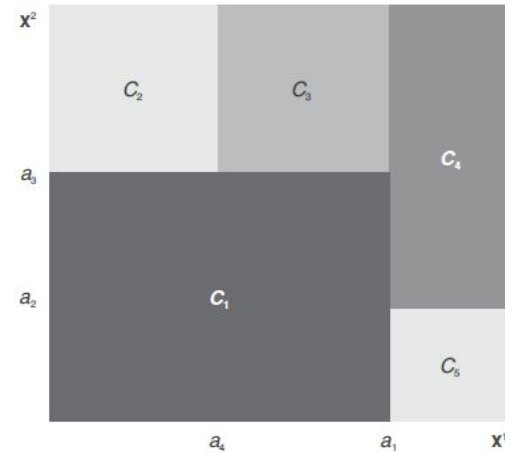 x²
C₂
C₃
C₄
a₃
a₂
C₁
C₅
a₄
a₁
x¹